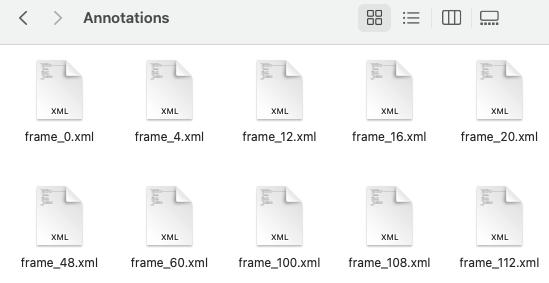 Annotations
XML XML XML XML XML
frame_0.xml frame_4.xml frame_12.xml frame_16.xml frame_20.xml
XML XML XML XML XML
frame_48.xml frame_60.xml frame_100.xml frame_108.xml frame_112.xml